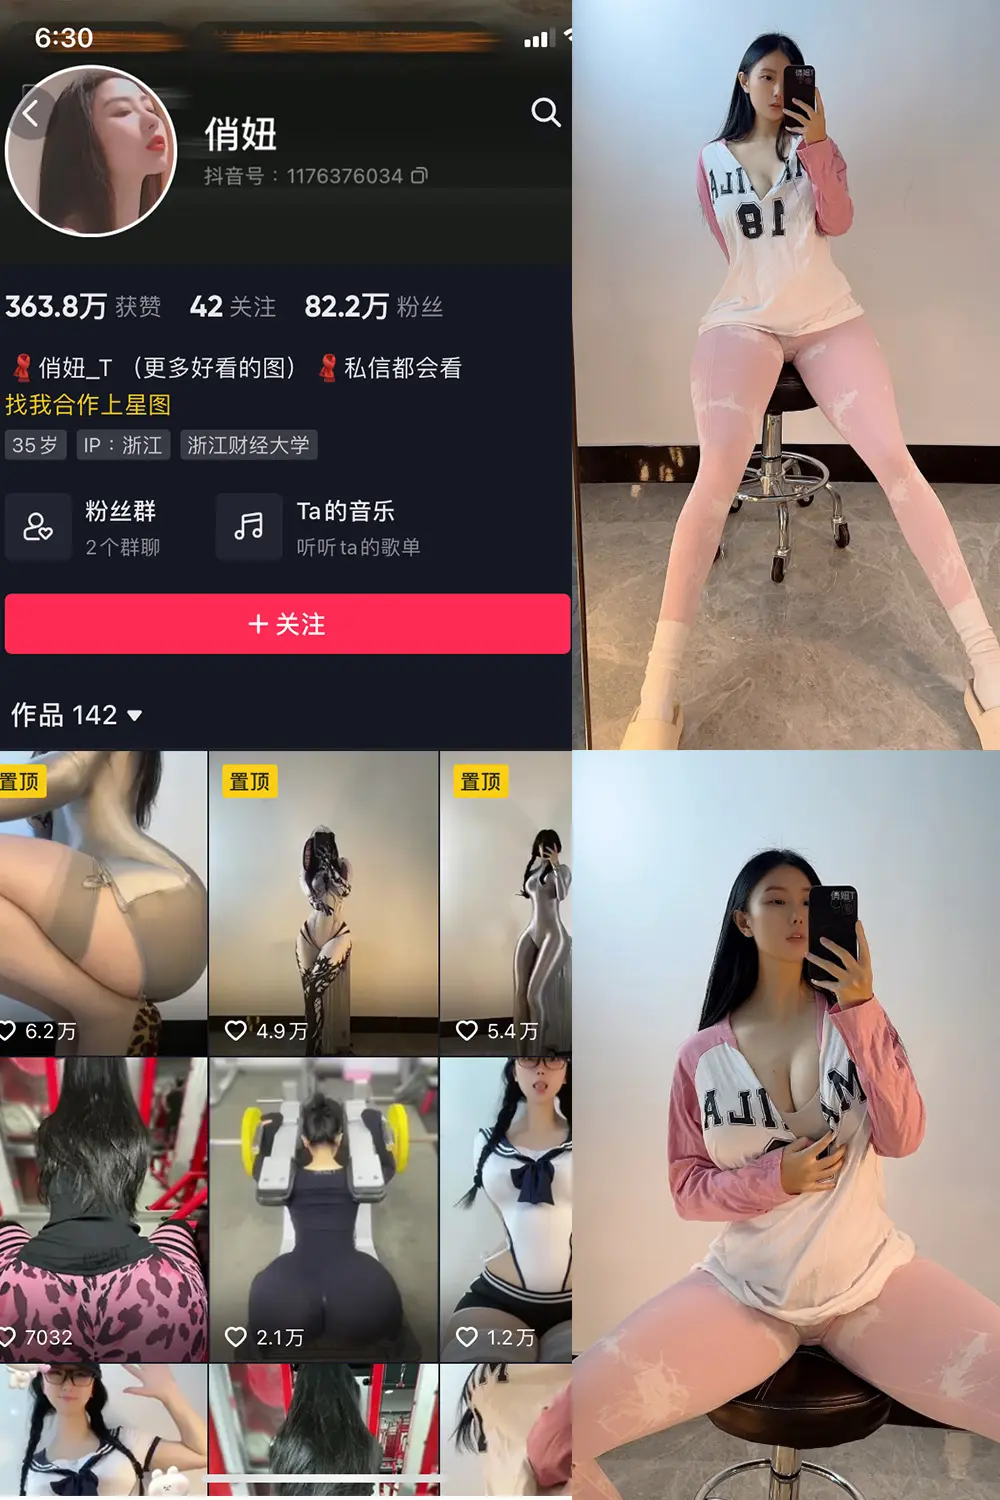 6:30
俏妞
抖音号：1176376034
363.8万 获赞 42 关注 82.2万 粉丝
俏妞_T （更多好看的图） 私信都会看
找我合作上星图
35岁 IP：浙江 浙江财经大学
粉丝群
2个群聊
Ta的音乐
听听ta的歌单
+ 关注
作品 142
置顶 置顶 置顶
6.2万 4.9万 5.4万
7032 2.1万 1.2万
俏妞T
18
俏妞T